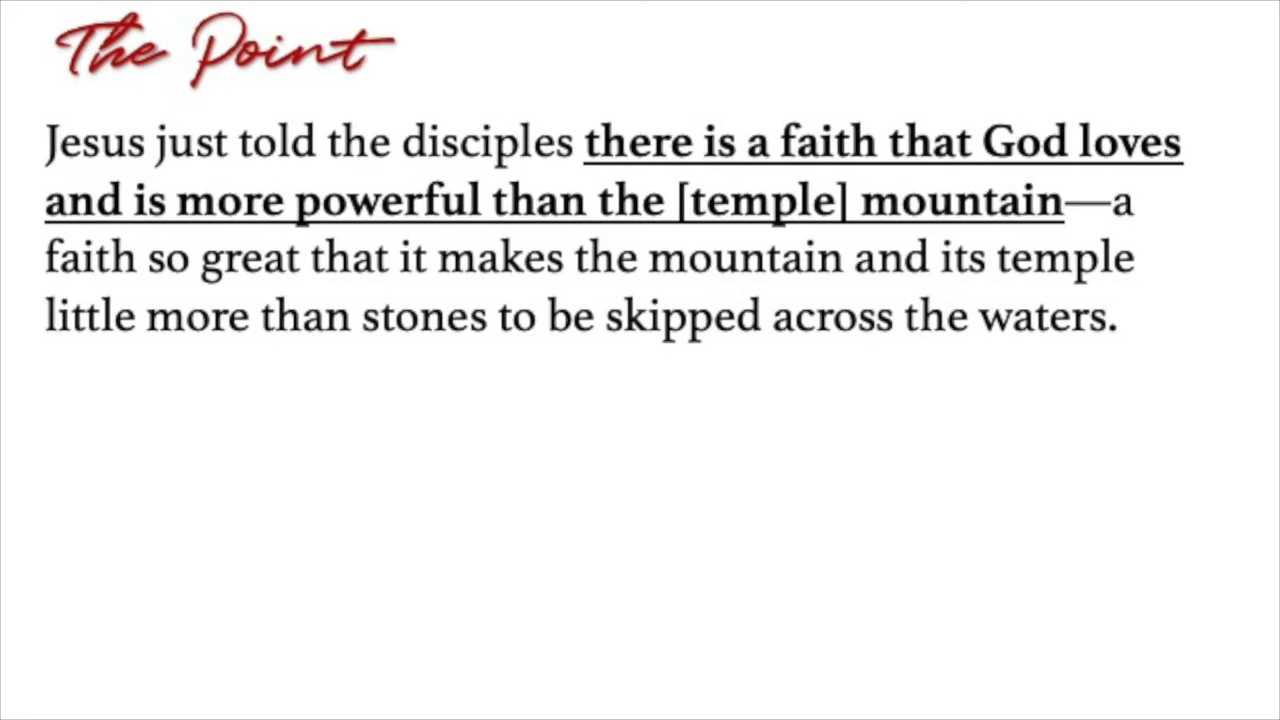 The Point
Jesus just told the disciples there is a faith that God loves
and is more powerful than the [temple] mountain—a
faith so great that it makes the mountain and its temple
little more than stones to be skipped across the waters.